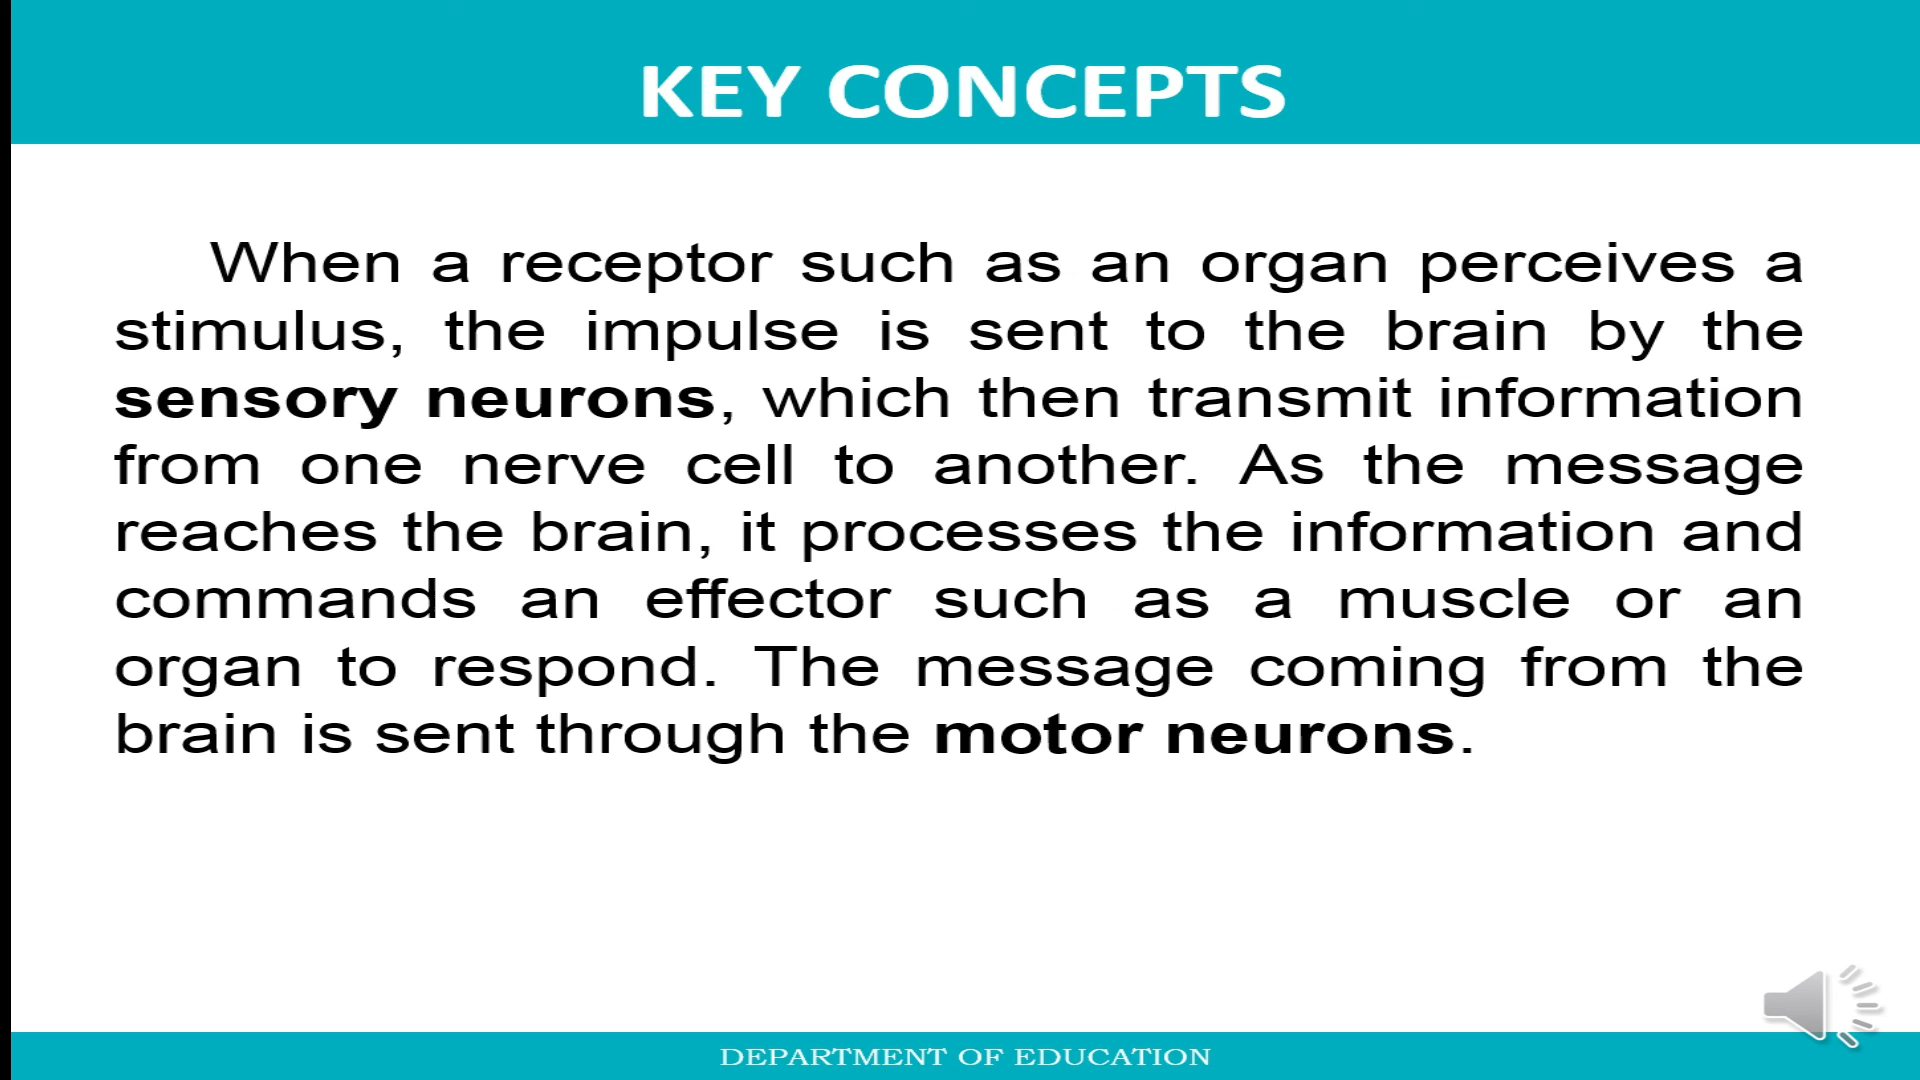 KEY CONCEPTS
When a receptor such as an organ perceives a
stimulus, the impulse is sent to the brain by the
sensory neurons, which then transmit information
from one nerve cell to another. As the message
reaches the brain, it processes the information and
commands an effector such as a muscle or an
organ to respond. The message coming from the
brain is sent through the motor neurons.
DEPARTMENT OF EDUCATION